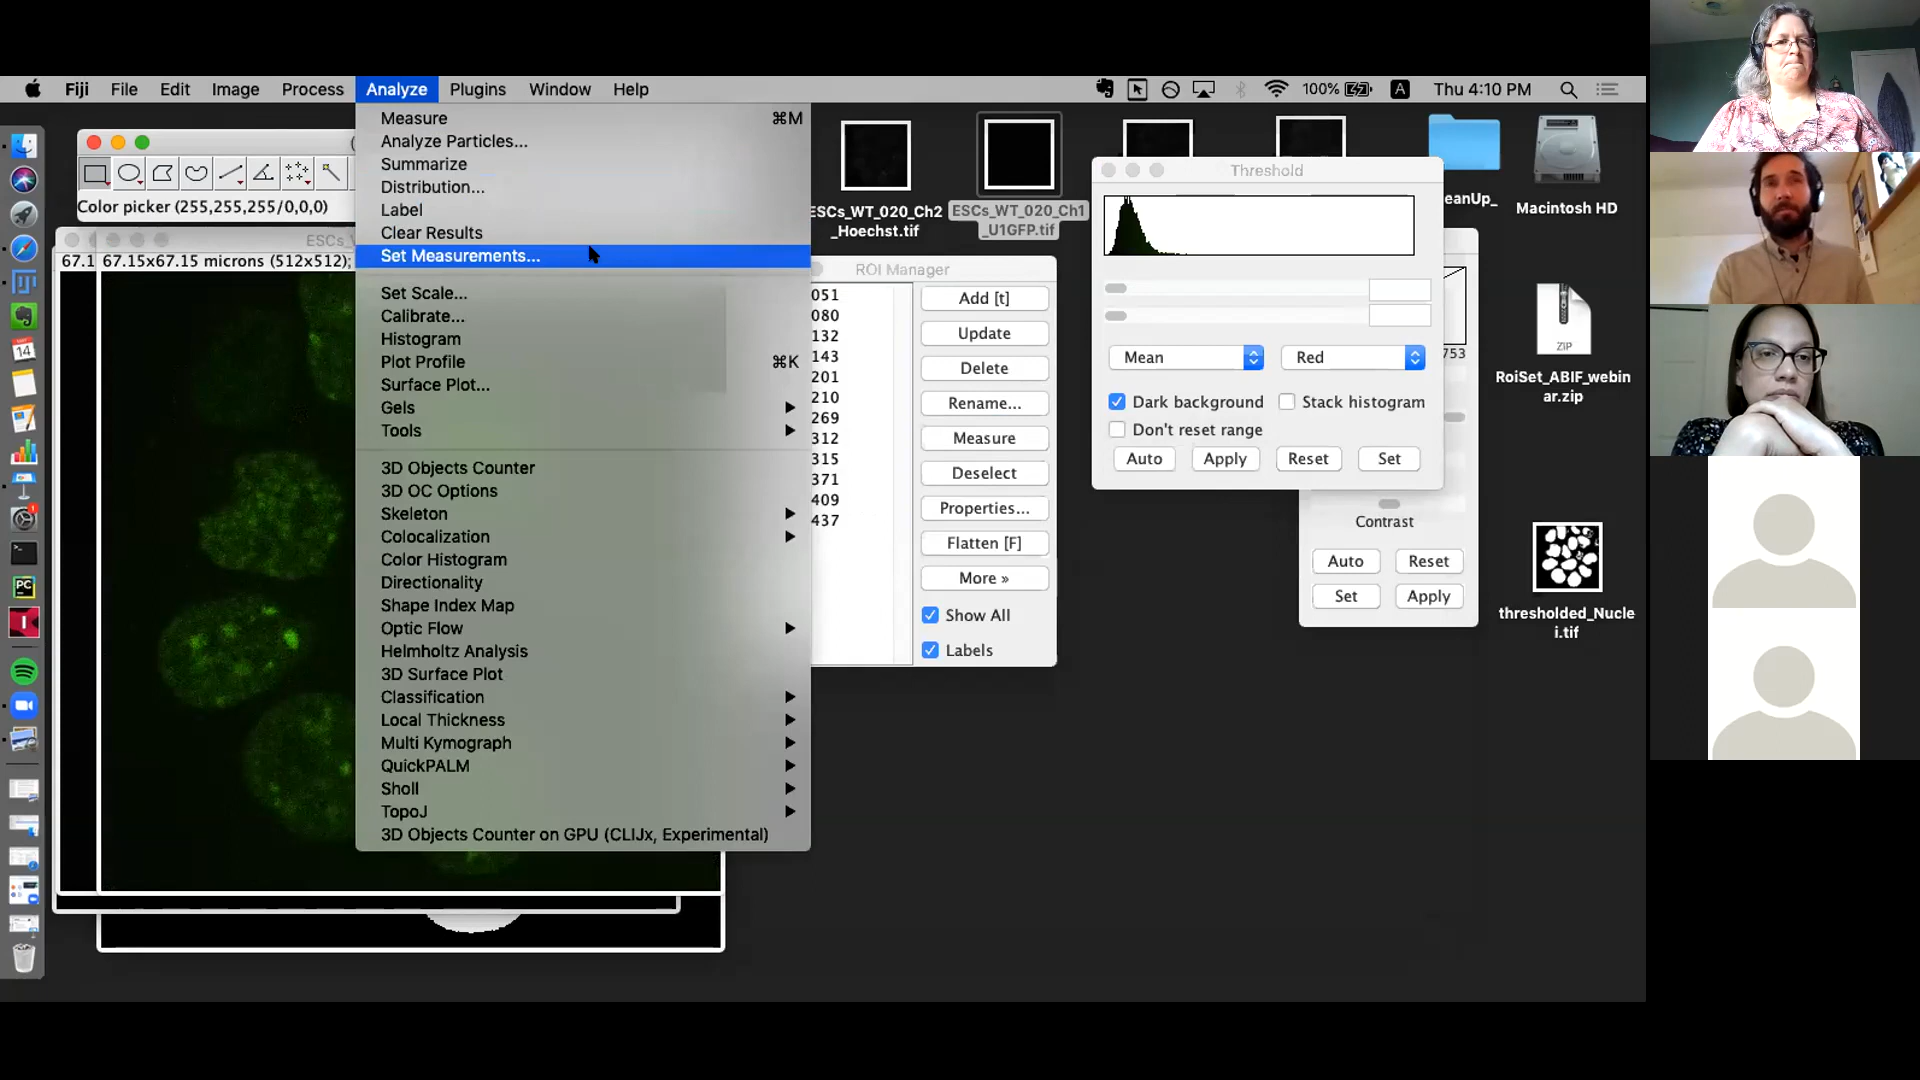 Fiji File Edit Image Process Analyze Plugins Window Help
100% A Thu 4:10 PM
Color picker (255,255,255/0,0,0)
67.1
67.15x67.15 microns (512x512);
Measure ⌘M
Analyze Particles...
Summarize
Distribution...
Label
Clear Results
Set Measurements...
Set Scale...
Calibrate...
Histogram
Plot Profile ⌘K
Surface Plot...
Gels
Tools
3D Objects Counter
3D OC Options
Skeleton
Colocalization
Color Histogram
Directionality
Shape Index Map
Optic Flow
Helmholtz Analysis
3D Surface Plot
Classification
Local Thickness
Multi Kymograph
QuickPALM
Sholl
TopoJ
3D Objects Counter on GPU (CLIJx, Experimental)
ESCs_WT_020_Ch2
_Hoechst.tif
ESCs_WT_020_Ch1
_U1GFP.tif
ROI Manager
051
080
132
143
201
210
269
312
315
371
409
437
Add [t]
Update
Delete
Rename...
Measure
Deselect
Properties...
Flatten [F]
More »
Show All
Labels
Threshold
Mean
Red
Dark background
Stack histogram
Don't reset range
Auto
Apply
Reset
Set
753
Contrast
Auto
Reset
Set
Apply
eanUp_
Macintosh HD
ZIP
RoiSet_ABIF_webin
ar.zip
thresholded_Nucle
i.tif
14
PC